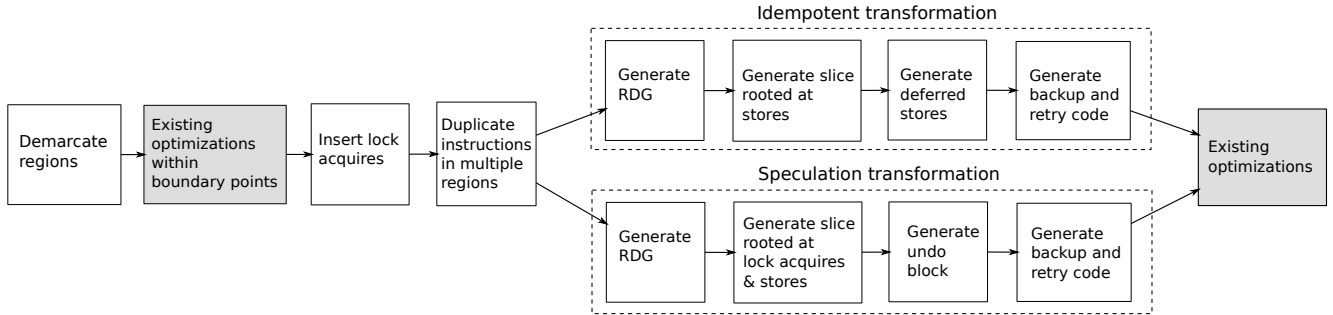 Idempotent transformation
Demarcate
regions
Existing
optimizations
within
boundary points
Insert lock
acquires
Duplicate
instructions
in multiple
regions
Generate
RDG
Generate slice
rooted at
stores
Generate
deferred
stores
Generate
backup and
retry code
Speculation transformation
Generate
RDG
Generate slice
rooted at
lock acquires
& stores
Generate
undo
block
Generate
backup and
retry code
Existing
optimizations